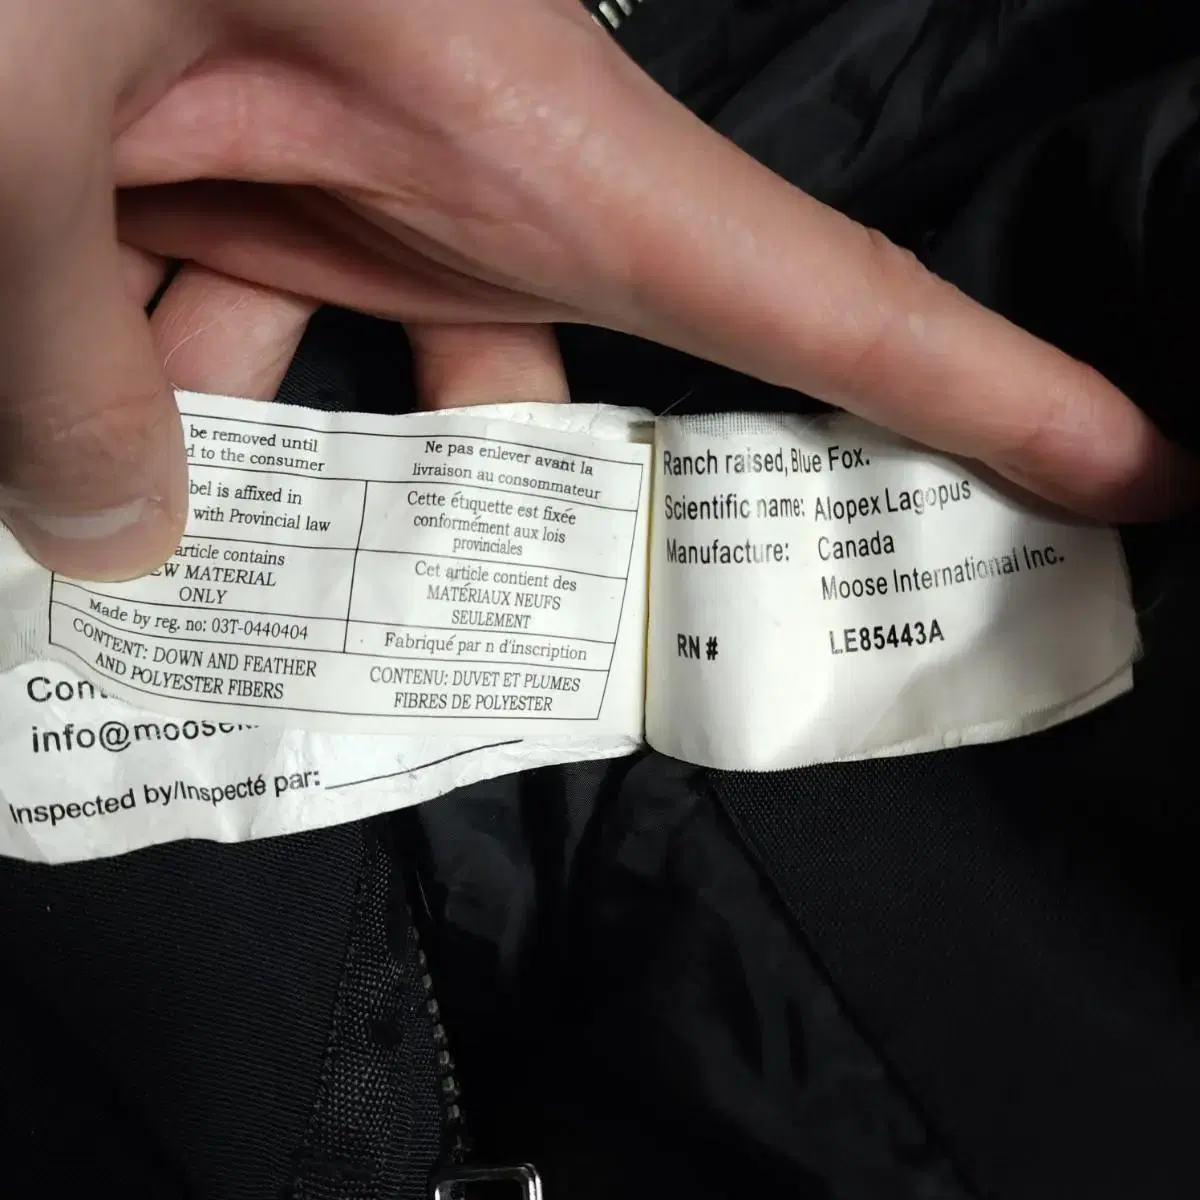 be removed until
d to the consumer
Ne pas enlever avant la
livraison au consommateur
bel is affixed in
with Provincial law
Cette étiquette est fixée
conformément aux lois
provinciales
article contains
EW MATERIAL
ONLY
Cet article contient des
MATÉRIAUX NEUFS
SEULEMENT
Made by reg. no: 03T-0440404
Fabriqué par n d'inscription
CONTENT: DOWN AND FEATHER
AND POLYESTER FIBERS
CONTENU: DUVET ET PLUMES
FIBRES DE POLYESTER
Con
info@moose
Inspected by/Inspecté par:
Ranch raised, Blue Fox.
Scientific name: Alopex Lagopus
Manufacture: Canada
Moose International Inc.
RN # LE85443A